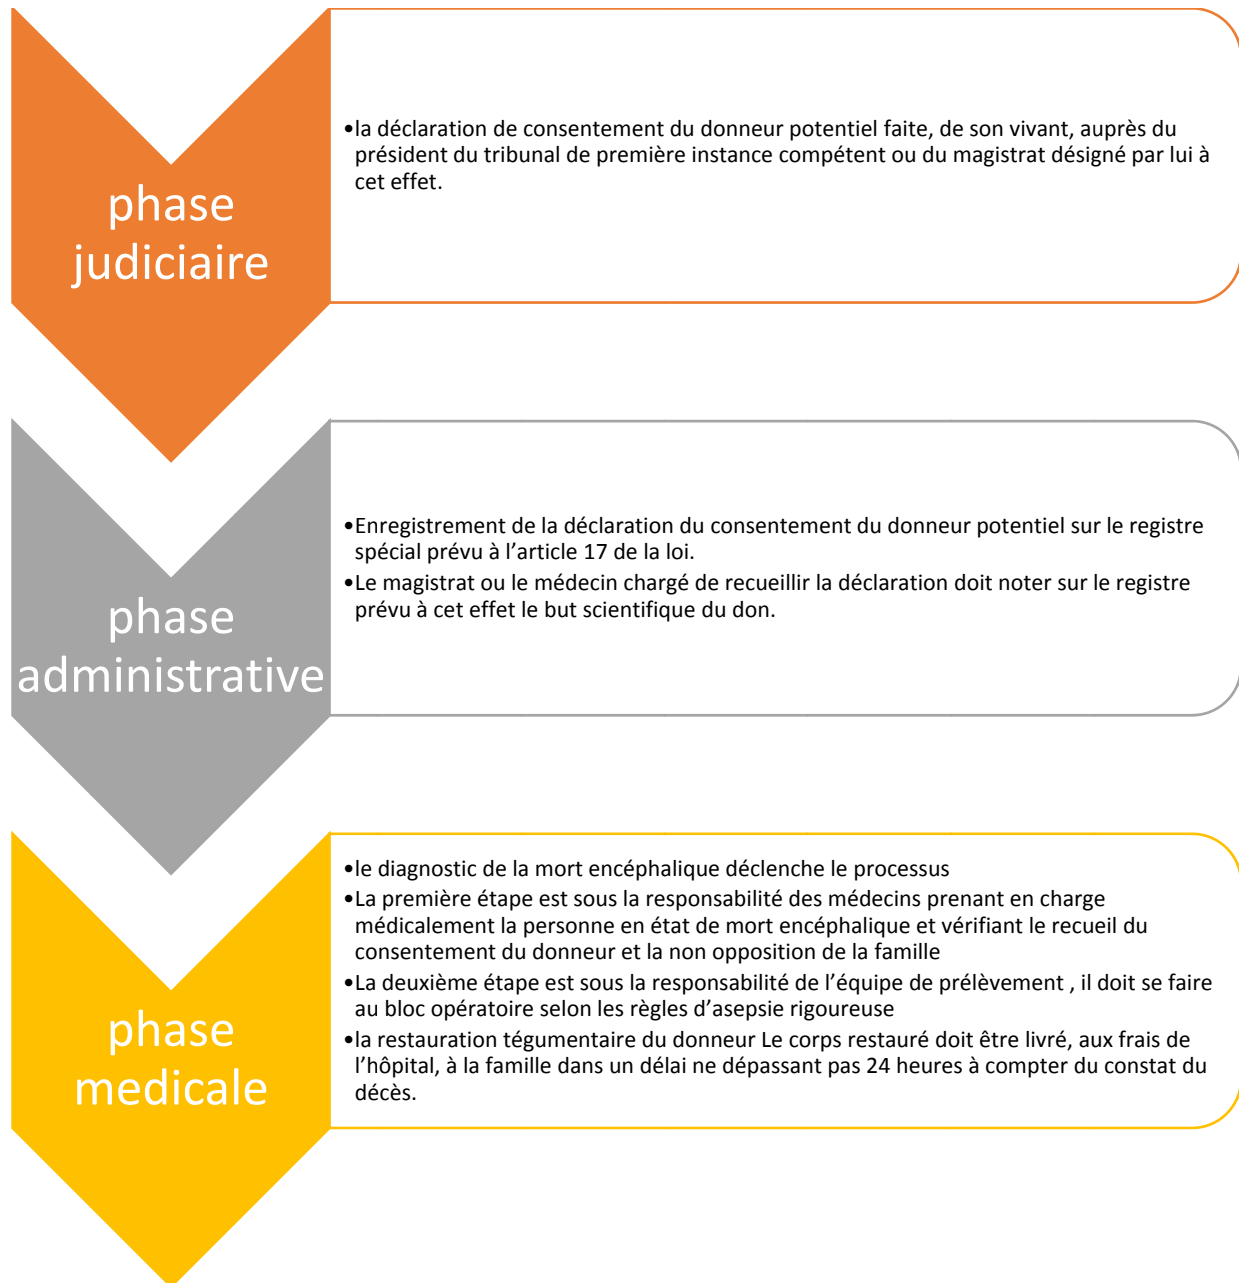 phase
judiciaire
•la déclaration de consentement du donneur potentiel faite, de son vivant, auprès du
président du tribunal de première instance compétent ou du magistrat désigné par lui à
cet effet.
phase
administrative
•Enregistrement de la déclaration du consentement du donneur potentiel sur le registre
spécial prévu à l’article 17 de la loi.
•Le magistrat ou le médecin chargé de recueillir la déclaration doit noter sur le registre
prévu à cet effet le but scientifique du don.
phase
medicale
•le diagnostic de la mort encéphalique déclenche le processus
•La première étape est sous la responsabilité des médecins prenant en charge
médicalement la personne en état de mort encéphalique et vérifiant le recueil du
consentement du donneur et la non opposition de la famille
•La deuxième étape est sous la responsabilité de l’équipe de prélèvement , il doit se faire
au bloc opératoire selon les règles d’asepsie rigoureuse
•la restauration tégumentaire du donneur Le corps restauré doit être livré, aux frais de
l’hôpital, à la famille dans un délai ne dépassant pas 24 heures à compter du constat du
décès.